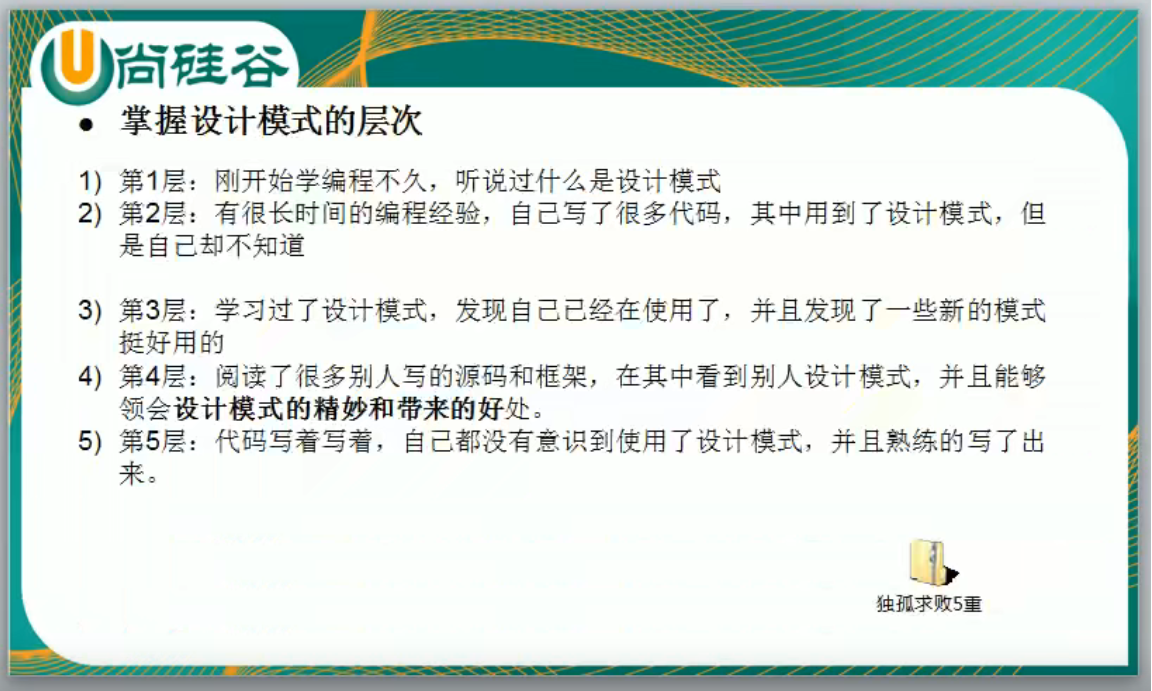 尚硅谷
● 掌握设计模式的层次
1) 第1层：刚开始学编程不久，听说过什么是设计模式
2) 第2层：有很长时间的编程经验，自己写了很多代码，其中用到了设计模式，但
是自己却不知道
3) 第3层：学习过了设计模式，发现自己已经在使用了，并且发现了一些新的模式
挺好用的
4) 第4层：阅读了很多别人写的源码和框架，在其中看到别人设计模式，并且能够
领会设计模式的精妙和带来的好处。
5) 第5层：代码写着写着，自己都没有意识到使用了设计模式，并且熟练的写了出
来。
独孤求败5重